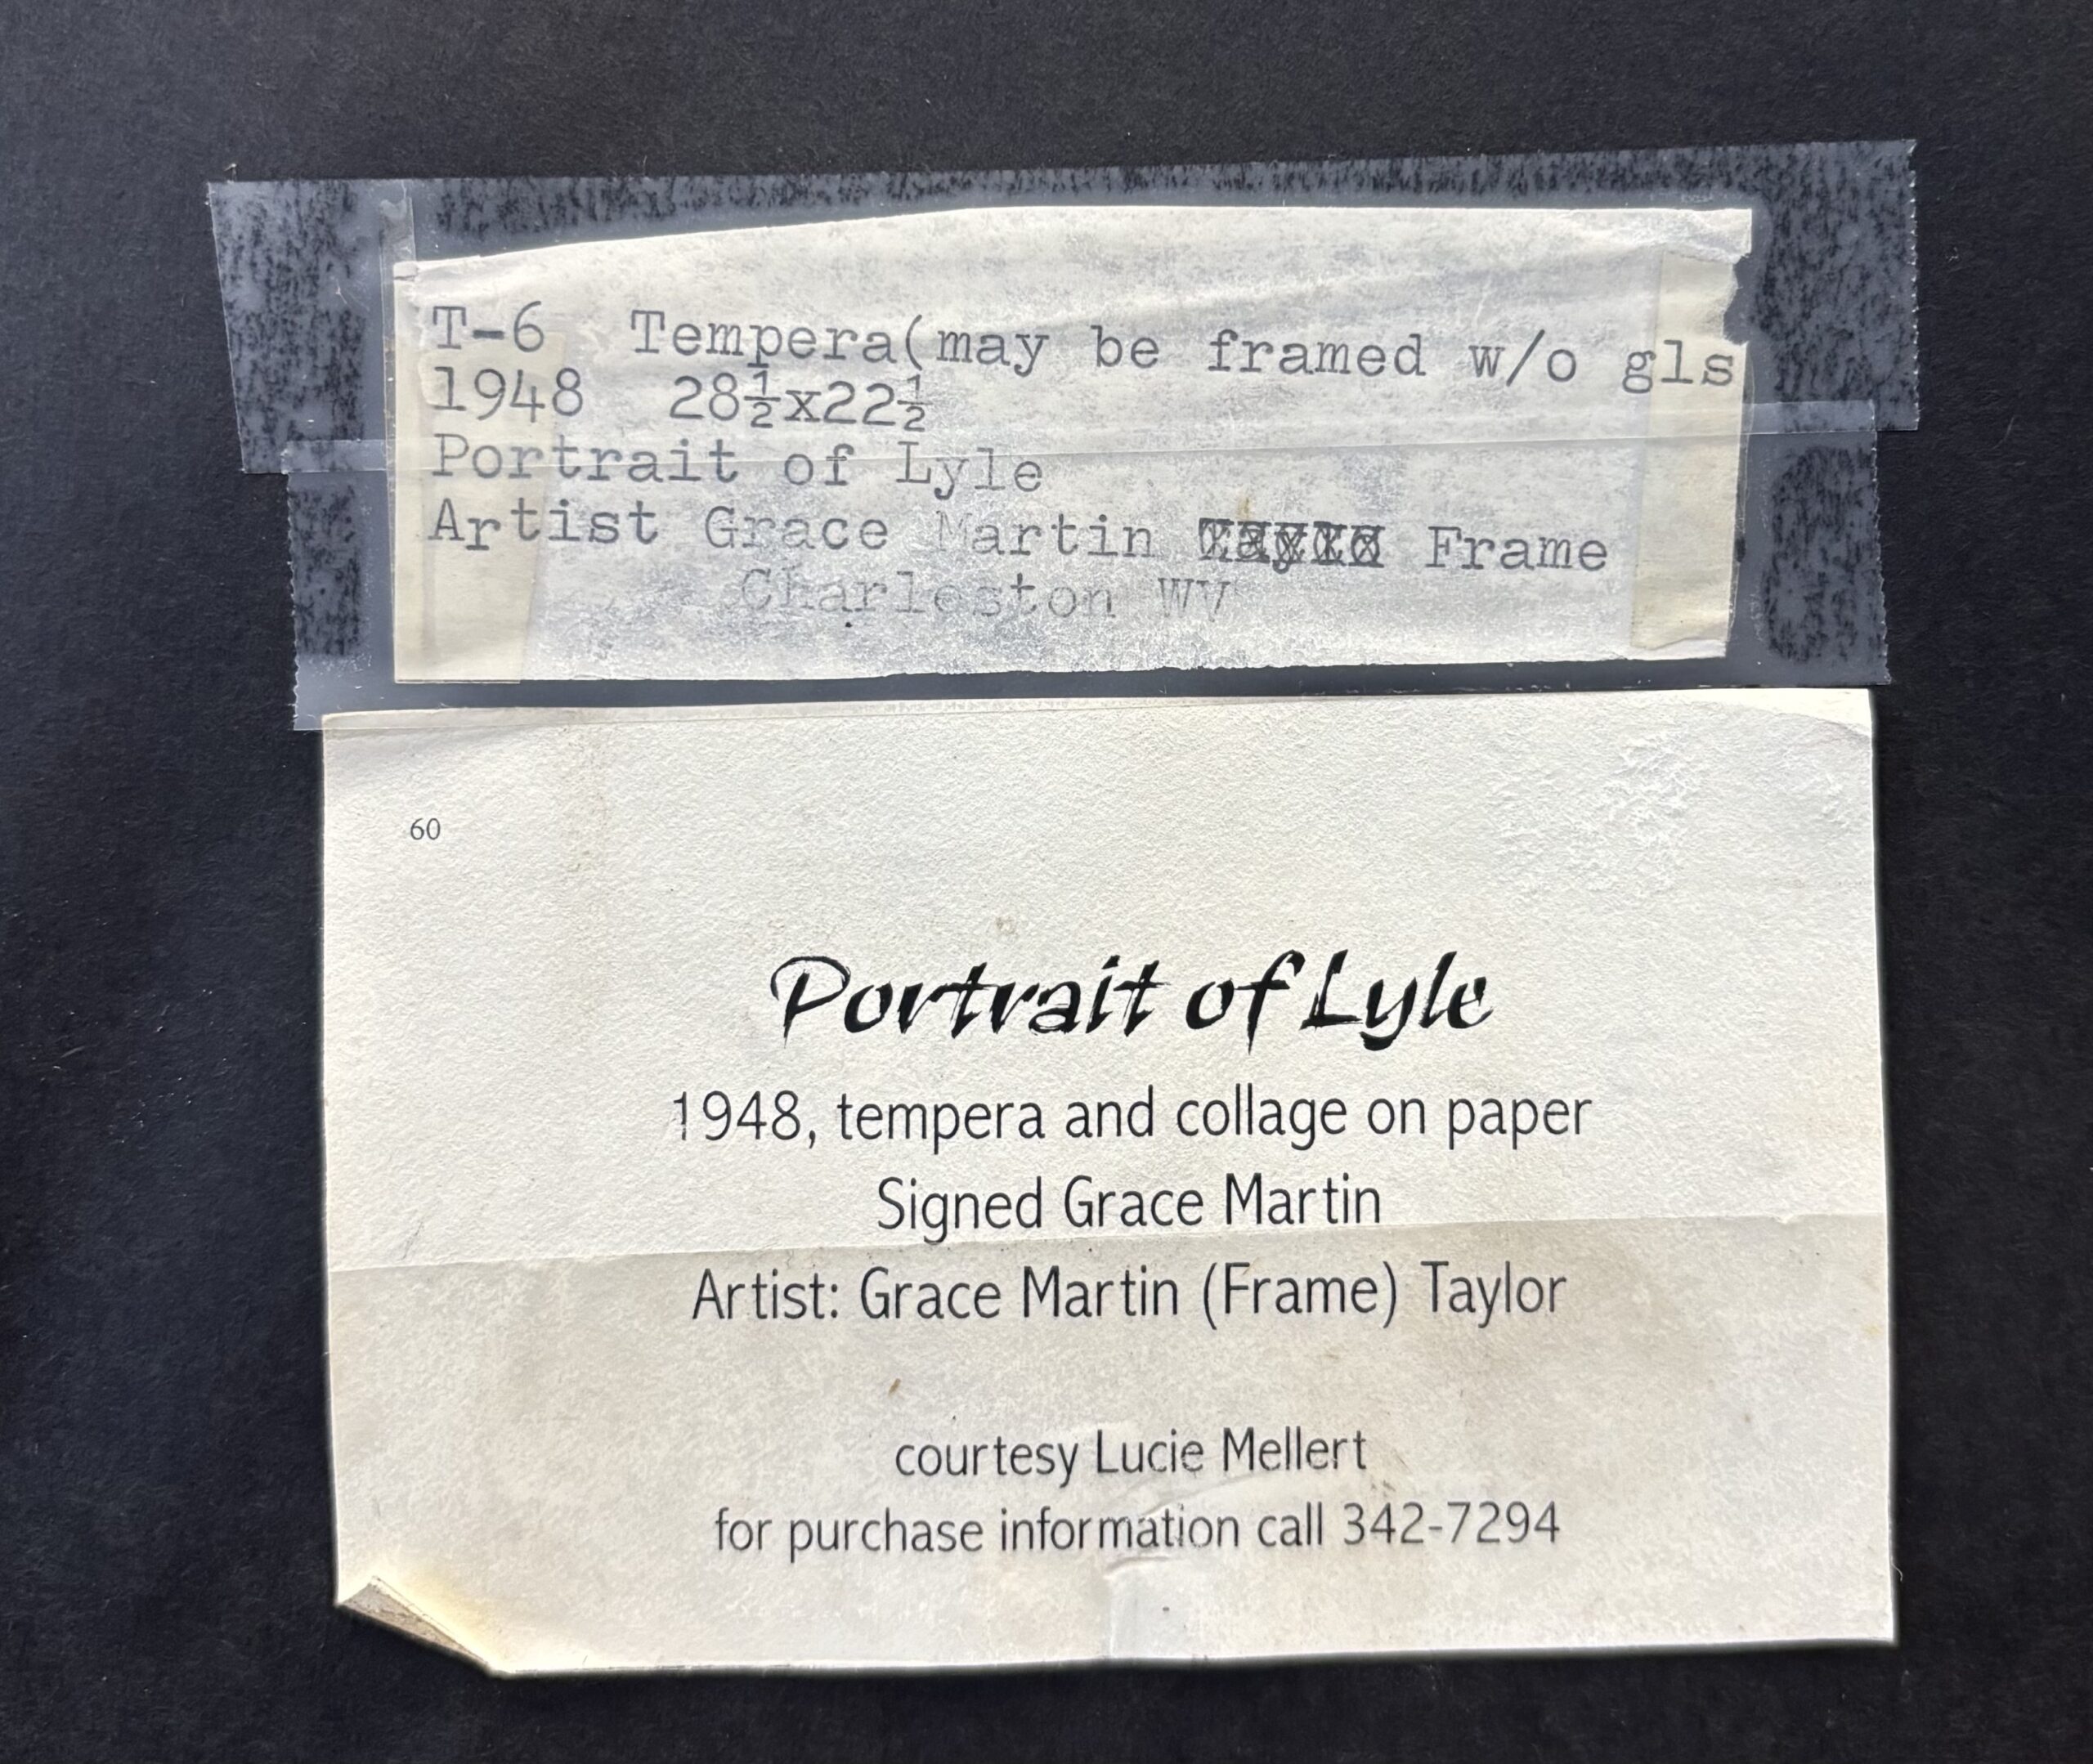 T-6 Tempera(may be framed w/o gls
1948 28½x22½
Portrait of Lyle
Artist Grace Martin Frame
Charleston WV
60
Portrait of Lyle
1948, tempera and collage on paper
Signed Grace Martin
Artist: Grace Martin (Frame) Taylor
courtesy Lucie Mellert
for purchase information call 342-7294